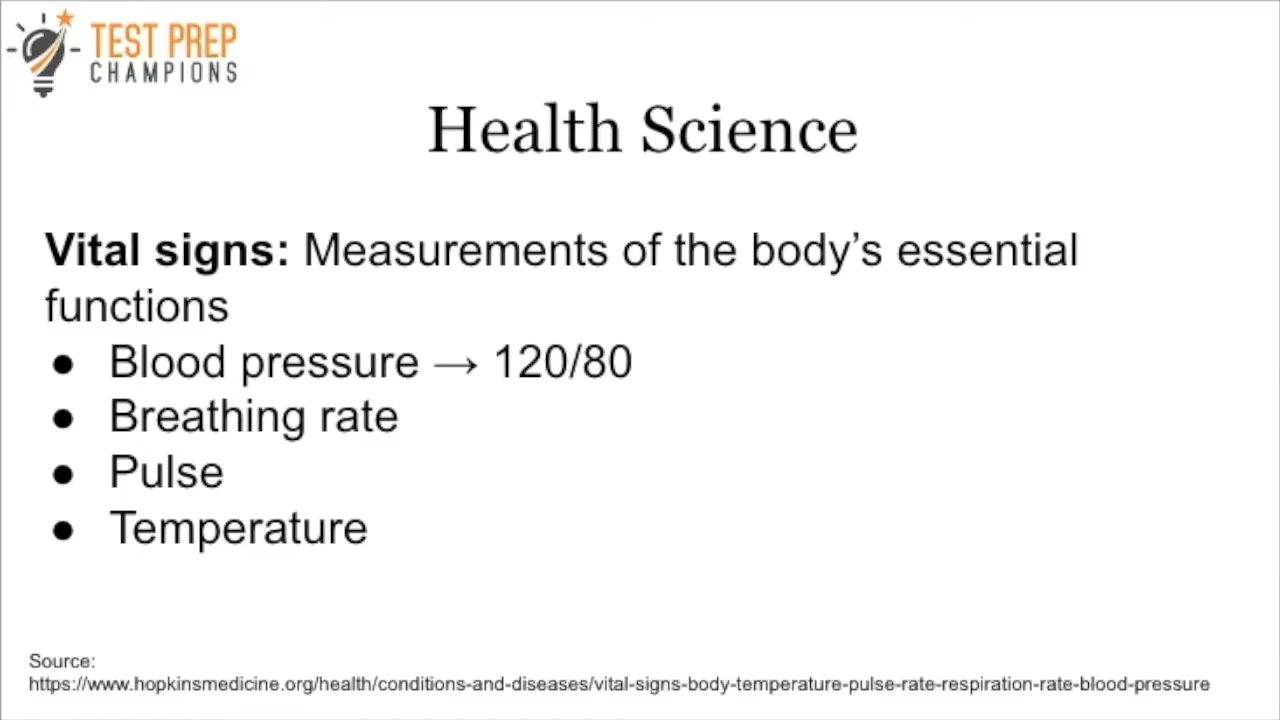 TEST PREP
CHAMPIONS
Health Science
Vital signs: Measurements of the body’s essential
functions
● Blood pressure → 120/80
● Breathing rate
● Pulse
● Temperature
Source:
https://www.hopkinsmedicine.org/health/conditions-and-diseases/vital-signs-body-temperature-pulse-rate-respiration-rate-blood-pressure